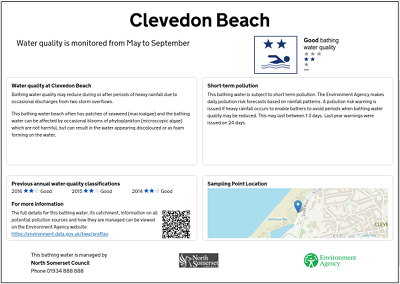 Clevedon Beach
Water quality is monitored from May to September
Good bathing
water quality
Water quality at Clevedon Beach
Bathing water quality may reduce during or after periods of heavy rainfall due to
occasional discharges from two storm overflows.
This bathing water beach often has patches of seaweed (macroalgae) and the bathing
water can be affected by occasional blooms of phytoplankton (microscopic algae)
which are not harmful, but can result in the water appearing discoloured or as foam
forming on the water.
Short-term pollution
This bathing water is subject to short term pollution. The Environment Agency makes
daily pollution risk forecasts based on rainfall patterns. A pollution risk warning is
issued if heavy rainfall occurs to enable bathers to avoid periods when bathing water
quality may be reduced. This may last between 1-3 days. Last year warnings were
issued on 24 days.
Previous annual water quality classifications
2016 ★★☆ Good 2015 ★★☆ Good 2014 ★★☆ Good
For more information
The full details for this bathing water, its catchment, information on all
potential pollution sources and how they are managed can be viewed
on the Environment Agency website:
https://environment.data.gov.uk/bwq/profiles
Sampling Point Location
CLEVE
This bathing water is managed by
North Somerset Council
Phone 01934 888 888
North
Somerset
Environment
Agency